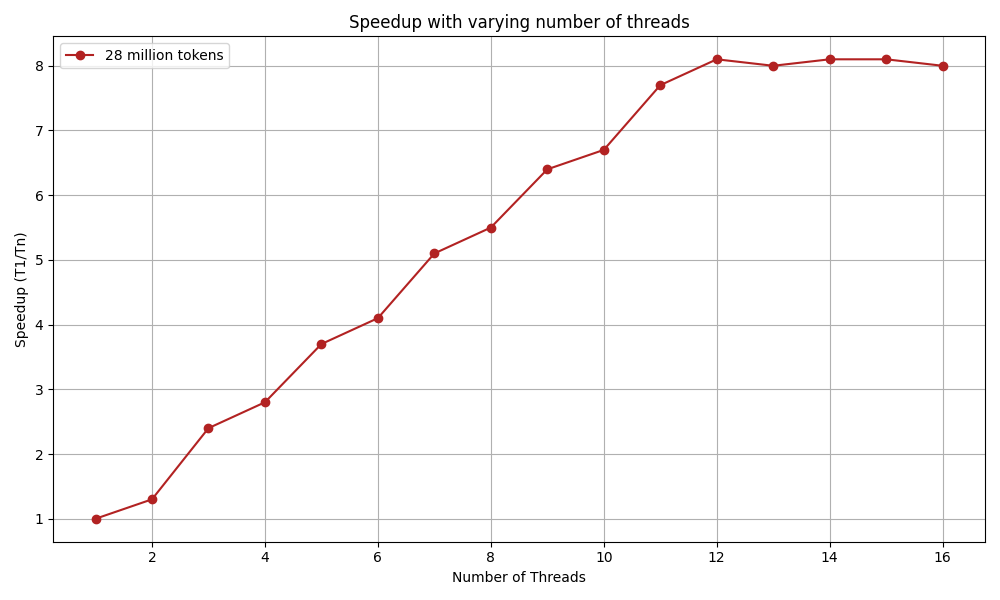 Speedup with varying number of threads
28 million tokens
Speedup (T1/Tn)
8
7
6
5
4
3
2
1
2 4 6 8 10 12 14 16
Number of Threads